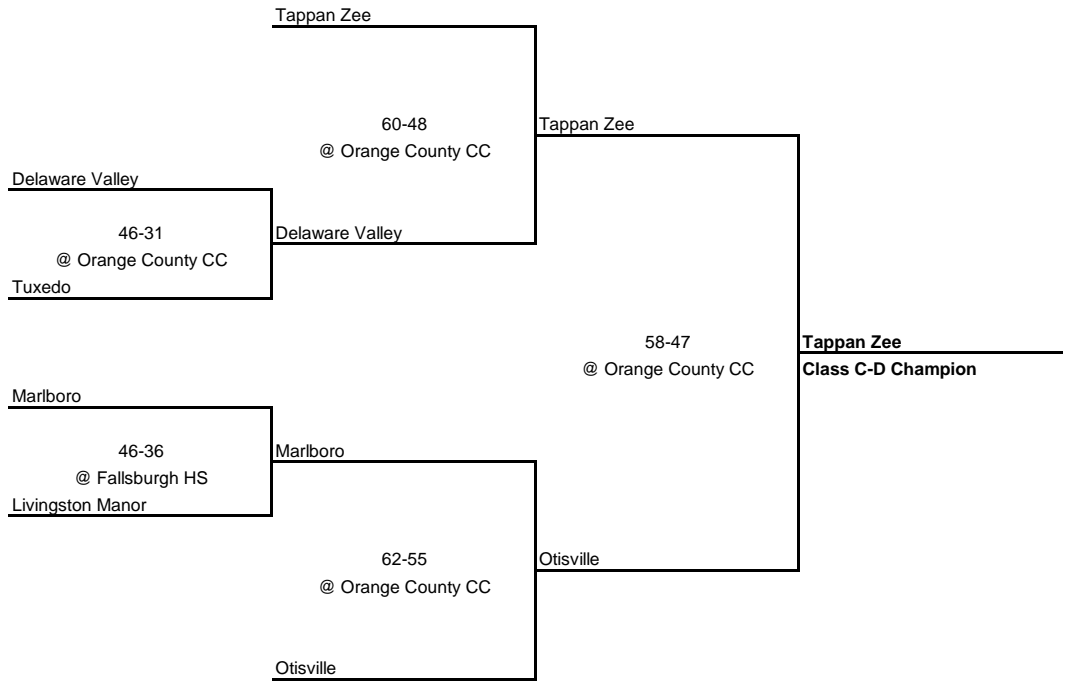 Tappan Zee
60-48
@ Orange County CC
Tappan Zee
Delaware Valley
46-31
@ Orange County CC
Delaware Valley
Tuxedo
58-47
@ Orange County CC
Tappan Zee
Class C-D Champion
Marlboro
46-36
@ Fallsburgh HS
Marlboro
Livingston Manor
62-55
@ Orange County CC
Otisville
Otisville